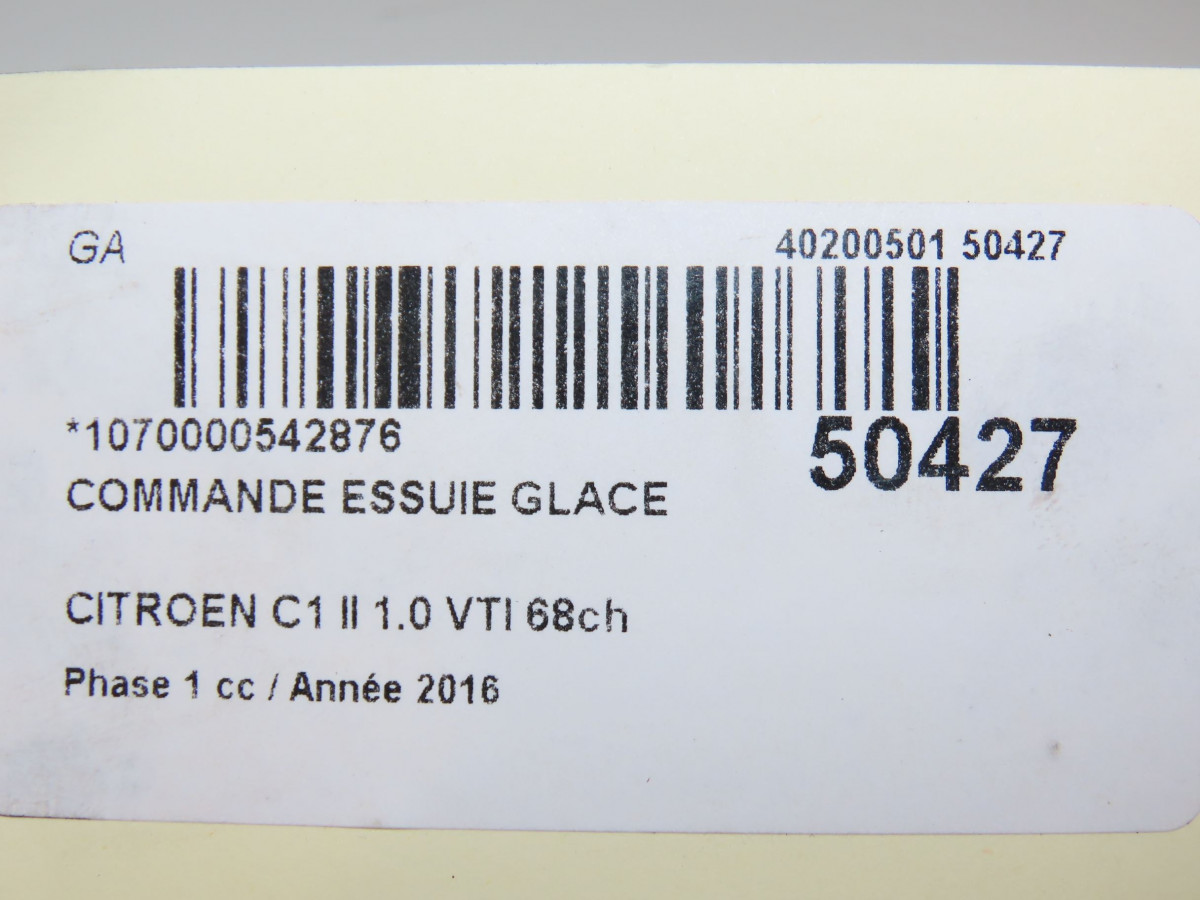 GA 40200501 50427
*1070000542876 50427
COMMANDE ESSUIE GLACE
CITROEN C1 II 1.0 VTI 68ch
Phase 1 cc / Année 2016